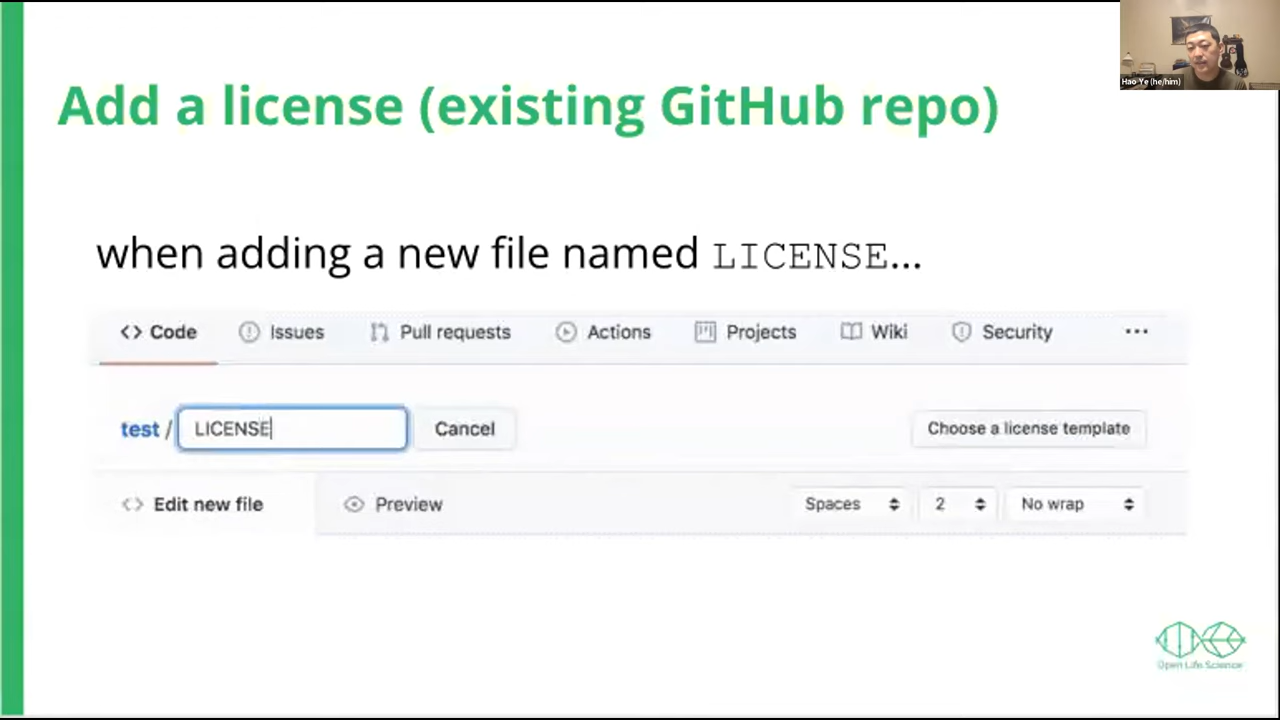 Hao Ye (he/him)
Add a license (existing GitHub repo)
when adding a new file named LICENSE...
Code Issues Pull requests Actions Projects Wiki Security ...
test / LICENSE Cancel Choose a license template
Edit new file Preview Spaces 2 No wrap
Open Life Science